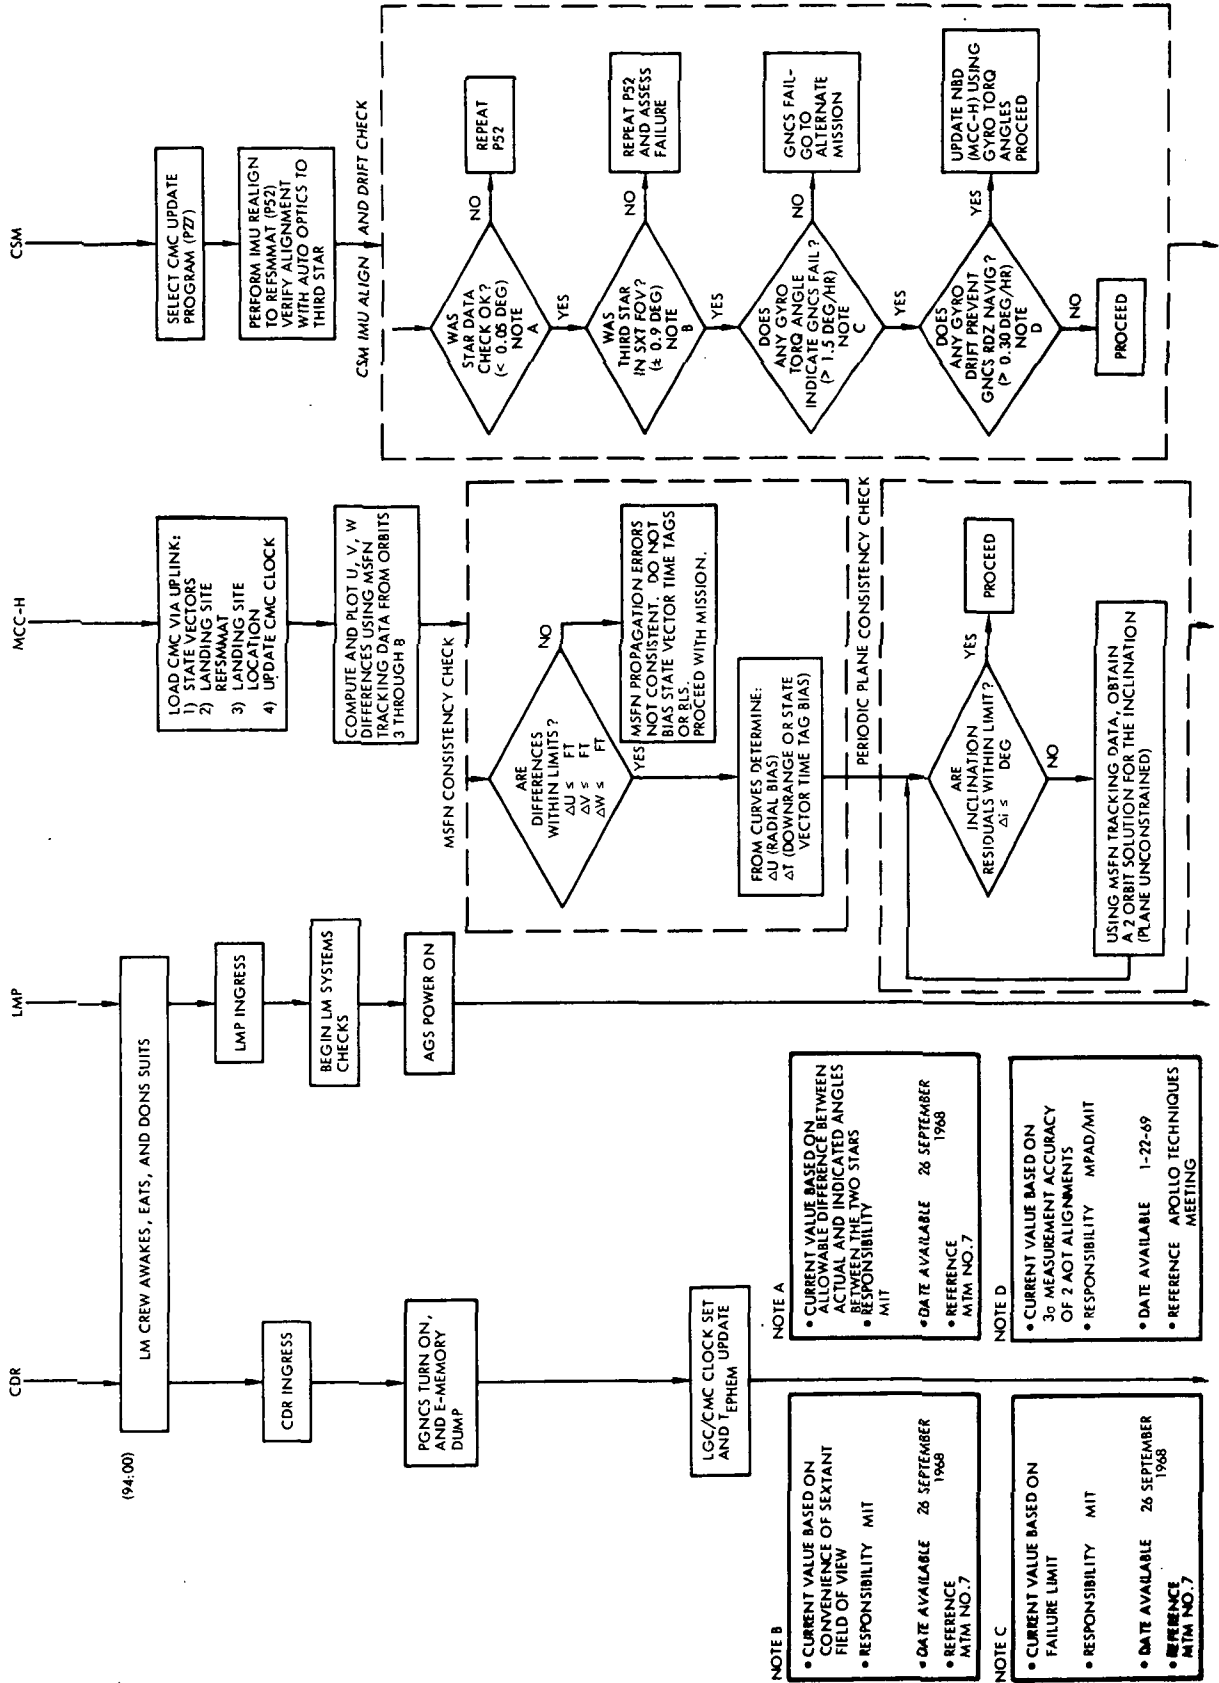 CDR
LMP
MCC-H
CSM
(94:00)
LM CREW AWAKES, EATS, AND DONS SUITS
CDR INGRESS
PGNCS TURN ON,
AND E-MEMORY
DUMP
LGC/CMC CLOCK SET
AND TEPHEM UPDATE
LMP INGRESS
BEGIN LM SYSTEMS
CHECKS
AGS POWER ON
LOAD CMC VIA UPLINK:
1) STATE VECTORS
2) LANDING SITE
REFSMMAT
3) LANDING SITE
LOCATION
4) UPDATE CMC CLOCK
COMPUTE AND PLOT U, V, W
DIFFERENCES USING MSFN
TRACKING DATA FROM ORBITS
3 THROUGH 8
MSFN CONSISTENCY CHECK
ARE
DIFFERENCES
WITHIN LIMITS?
ΔU ≤ FT
ΔV ≤ FT
ΔW ≤ FT
NO
MSFN PROPAGATION ERRORS
NOT CONSISTENT. DO NOT
BIAS STATE VECTOR TIME TAGS
OR RLS.
PROCEED WITH MISSION.
YES
FROM CURVES DETERMINE:
ΔU (RADIAL BIAS)
ΔT (DOWNRANGE OR STATE
VECTOR TIME TAG BIAS)
PERIODIC PLANE CONSISTENCY CHECK
ARE
INCLINATION
RESIDUALS WITHIN LIMIT?
Δi ≤ DEG
YES
PROCEED
NO
USING MSFN TRACKING DATA, OBTAIN
A 2 ORBIT SOLUTION FOR THE INCLINATION
(PLANE UNCONSTRAINED)
SELECT CMC UPDATE
PROGRAM (P27)
PERFORM IMU REALIGN
TO REFSMMAT (P52)
VERIFY ALIGNMENT
WITH AUTO OPTICS TO
THIRD STAR
CSM IMU ALIGN AND DRIFT CHECK
WAS
STAR DATA
CHECK OK?
(< 0.05 DEG)
NOTE
A
NO
REPEAT
P52
YES
WAS
THIRD STAR
IN SXT FOV?
(± 0.9 DEG)
NOTE
B
NO
REPEAT P52
AND ASSESS
FAILURE
YES
DOES
ANY GYRO
TORQ ANGLE
INDICATE GNCS FAIL?
(> 1.5 DEG/HR)
NOTE
C
NO
GNCS FAIL-
GO TO
ALTERNATE
MISSION
YES
DOES
ANY GYRO
DRIFT PREVENT
GNCS RDZ NAVIG?
(> 0.30 DEG/HR)
NOTE
D
YES
UPDATE NBD
(MCC-H) USING
GYRO TORQ
ANGLES
PROCEED
NO
PROCEED
NOTE B
• CURRENT VALUE BASED ON
CONVENIENCE OF SEXTANT
FIELD OF VIEW
• RESPONSIBILITY MIT
• DATE AVAILABLE 26 SEPTEMBER
1968
• REFERENCE
MTM NO.7
NOTE A
• CURRENT VALUE BASED ON
ALLOWABLE DIFFERENCE BETWEEN
ACTUAL AND INDICATED ANGLES
BETWEEN THE TWO STARS
• RESPONSIBILITY
MIT
• DATE AVAILABLE 26 SEPTEMBER
1968
• REFERENCE
MTM NO.7
NOTE C
• CURRENT VALUE BASED ON
FAILURE LIMIT
• RESPONSIBILITY MIT
• DATE AVAILABLE 26 SEPTEMBER
1968
• REFERENCE
MTM NO.7
NOTE D
• CURRENT VALUE BASED ON
3σ MEASUREMENT ACCURACY
OF 2 AOT ALIGNMENTS
• RESPONSIBILITY MPAD/MIT
• DATE AVAILABLE 1-22-69
• REFERENCE APOLLO TECHNIQUES
MEETING